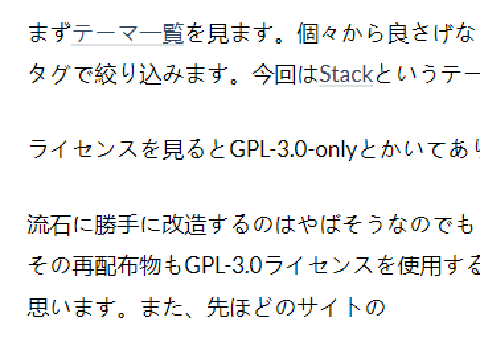 まずテーマ一覧を見ます。個々から良さげな
タグで絞り込みます。今回はStackというテー
ライセンスを見るとGPL-3.0-onlyとかいてあり
流石に勝手に改造するのはやばそうなのでも
その再配布物もGPL-3.0ライセンスを使用する
思います。また、先ほどのサイトの